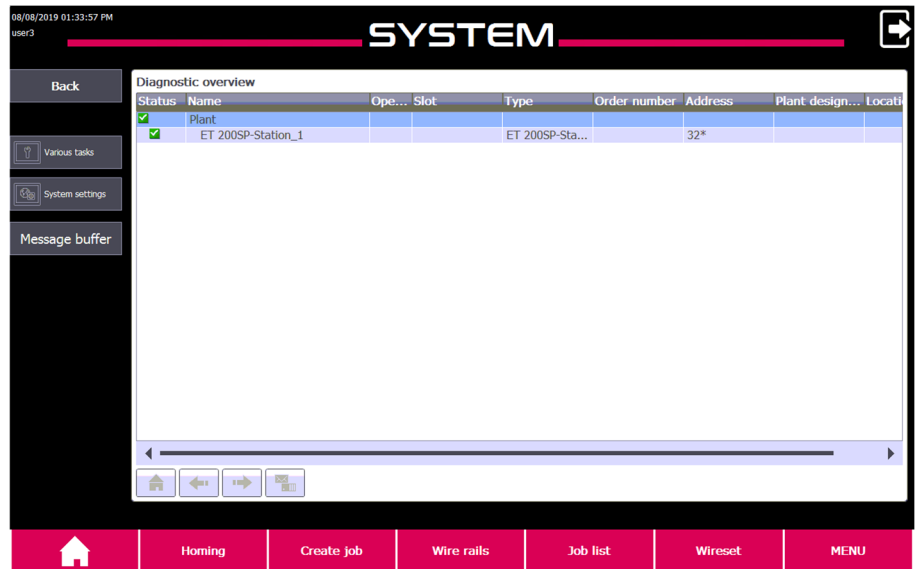 08/08/2019 01:33:57 PM
user3
SYSTEM
Back
Various tasks
System settings
Message buffer
Diagnostic overview
Status Name Ope... Slot Type Order number Address Plant design... Locati
Plant
ET 200SP-Station_1 ET 200SP-Sta... 32*
Homing Create job Wire rails Job list Wireset MENU